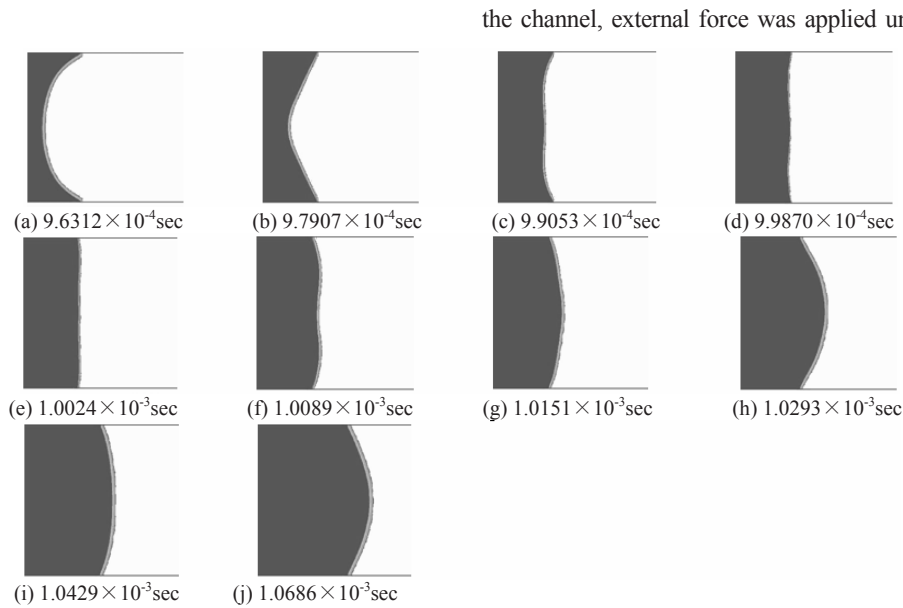 the channel, external force was applied
(a) 9.6312×10⁻⁴sec
(b) 9.7907×10⁻⁴sec
(c) 9.9053×10⁻⁴sec
(d) 9.9870×10⁻⁴sec
(e) 1.0024×10⁻³sec
(f) 1.0089×10⁻³sec
(g) 1.0151×10⁻³sec
(h) 1.0293×10⁻³sec
(i) 1.0429×10⁻³sec
(j) 1.0686×10⁻³sec